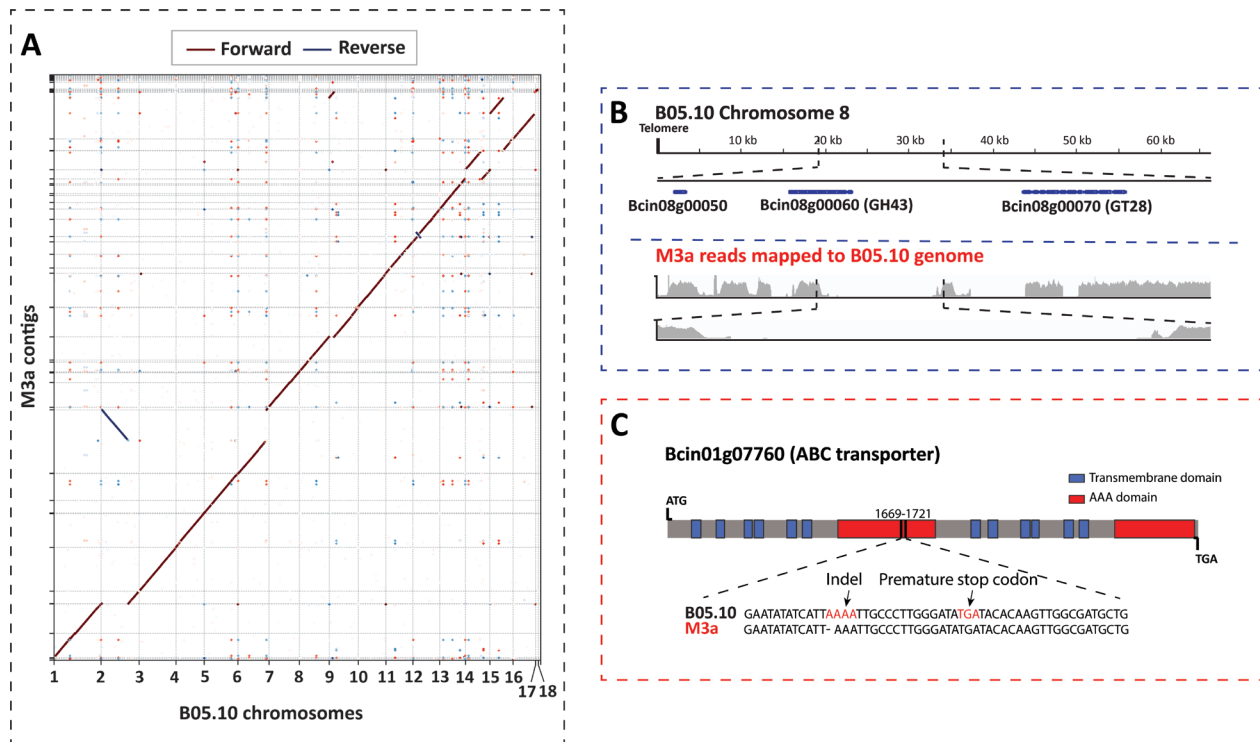 A
Forward Reverse
M3a contigs
1 2 3 4 5 6 7 8 9 10 11 12 13 14 15 16
17 18
B05.10 chromosomes
B
B05.10 Chromosome 8
Telomere
10 kb 20 kb 30 kb 40 kb 50 kb 60 kb
Bcin08g00050 Bcin08g00060 (GH43) Bcin08g00070 (GT28)
M3a reads mapped to B05.10 genome
C
Bcin01g07760 (ABC transporter)
Transmembrane domain
AAA domain
ATG
1669-1721
TGA
Indel Premature stop codon
B05.10 GAATATATCATTAAAATTGCCCTTGGGATATGATACACAAGTTGGCGATGCTG
M3a GAATATATCATT- AAATTGCCCTTGGGATATGATACACAAGTTGGCGATGCTG